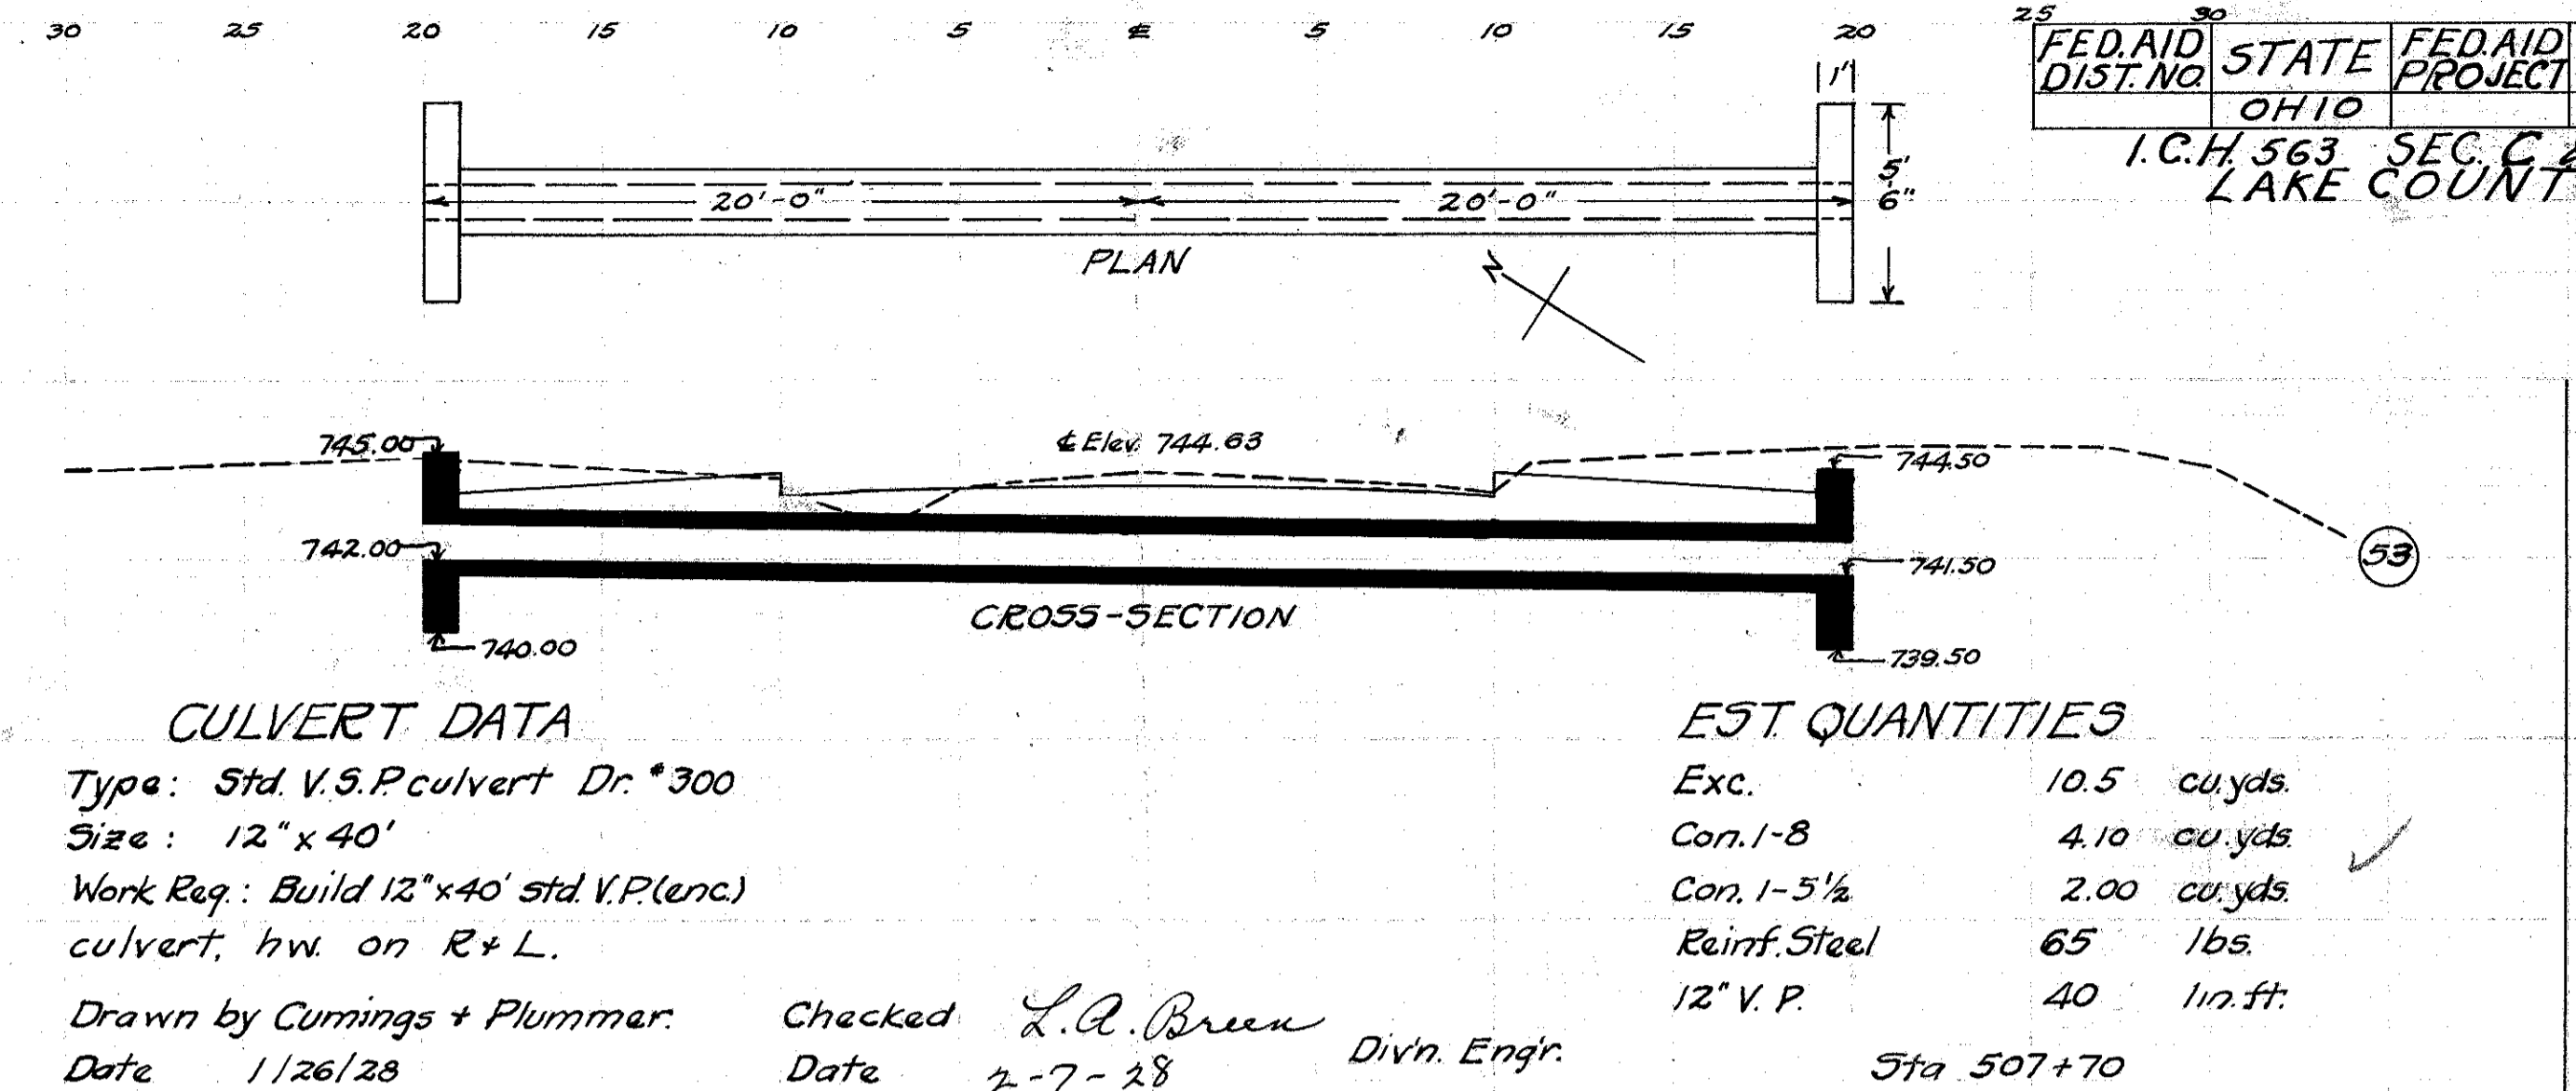 30 25 20 15 10 5 ℄ 5 10 15 20 25 30
FED. AID DIST. NO. STATE FED. AID PROJECT
OHIO
I.C.H. 563 SEC. C
LAKE COUNT
1'
20'-0" 20'-0"
5'
6"
PLAN
N
745.00
℄ Elev. 744.63
744.50
742.00
741.50
53
CROSS-SECTION
740.00
739.50
CULVERT DATA
Type: Std. V.S.P. culvert Dr. #300
Size: 12" x 40'
Work Req.: Build 12"x40' std. V.P.(enc.)
culvert, hw. on R + L.
Drawn by Cumings + Plummer.
Date 1/26/28
Checked L.A. Breen
Date 2-7-28
Div'n. Eng'r.
EST. QUANTITIES
Exc. 10.5 cu. yds.
Con. 1-8 4.10 cu. yds.
Con. 1-5½ 2.00 cu. yds.
Reinf. Steel 65 lbs.
12" V. P. 40 lin. ft.
Sta 507+70